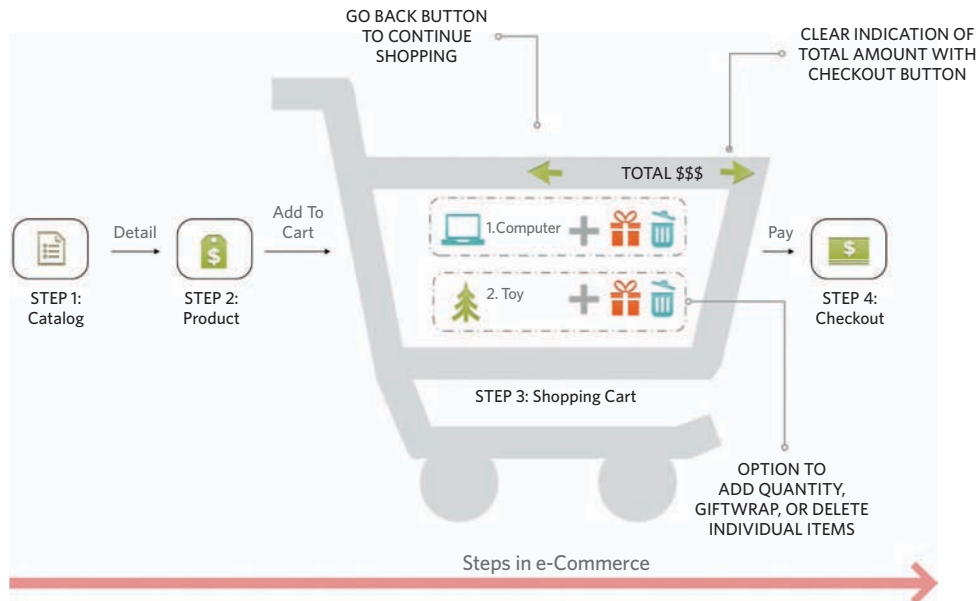 GO BACK BUTTON
TO CONTINUE
SHOPPING
CLEAR INDICATION OF
TOTAL AMOUNT WITH
CHECKOUT BUTTON
TOTAL $$$
1.Computer
2. Toy
Detail
Add To
Cart
Pay
$
$
STEP 1:
Catalog
STEP 2:
Product
STEP 3: Shopping Cart
STEP 4:
Checkout
OPTION TO
ADD QUANTITY,
GIFTWRAP, OR DELETE
INDIVIDUAL ITEMS
Steps in e-Commerce